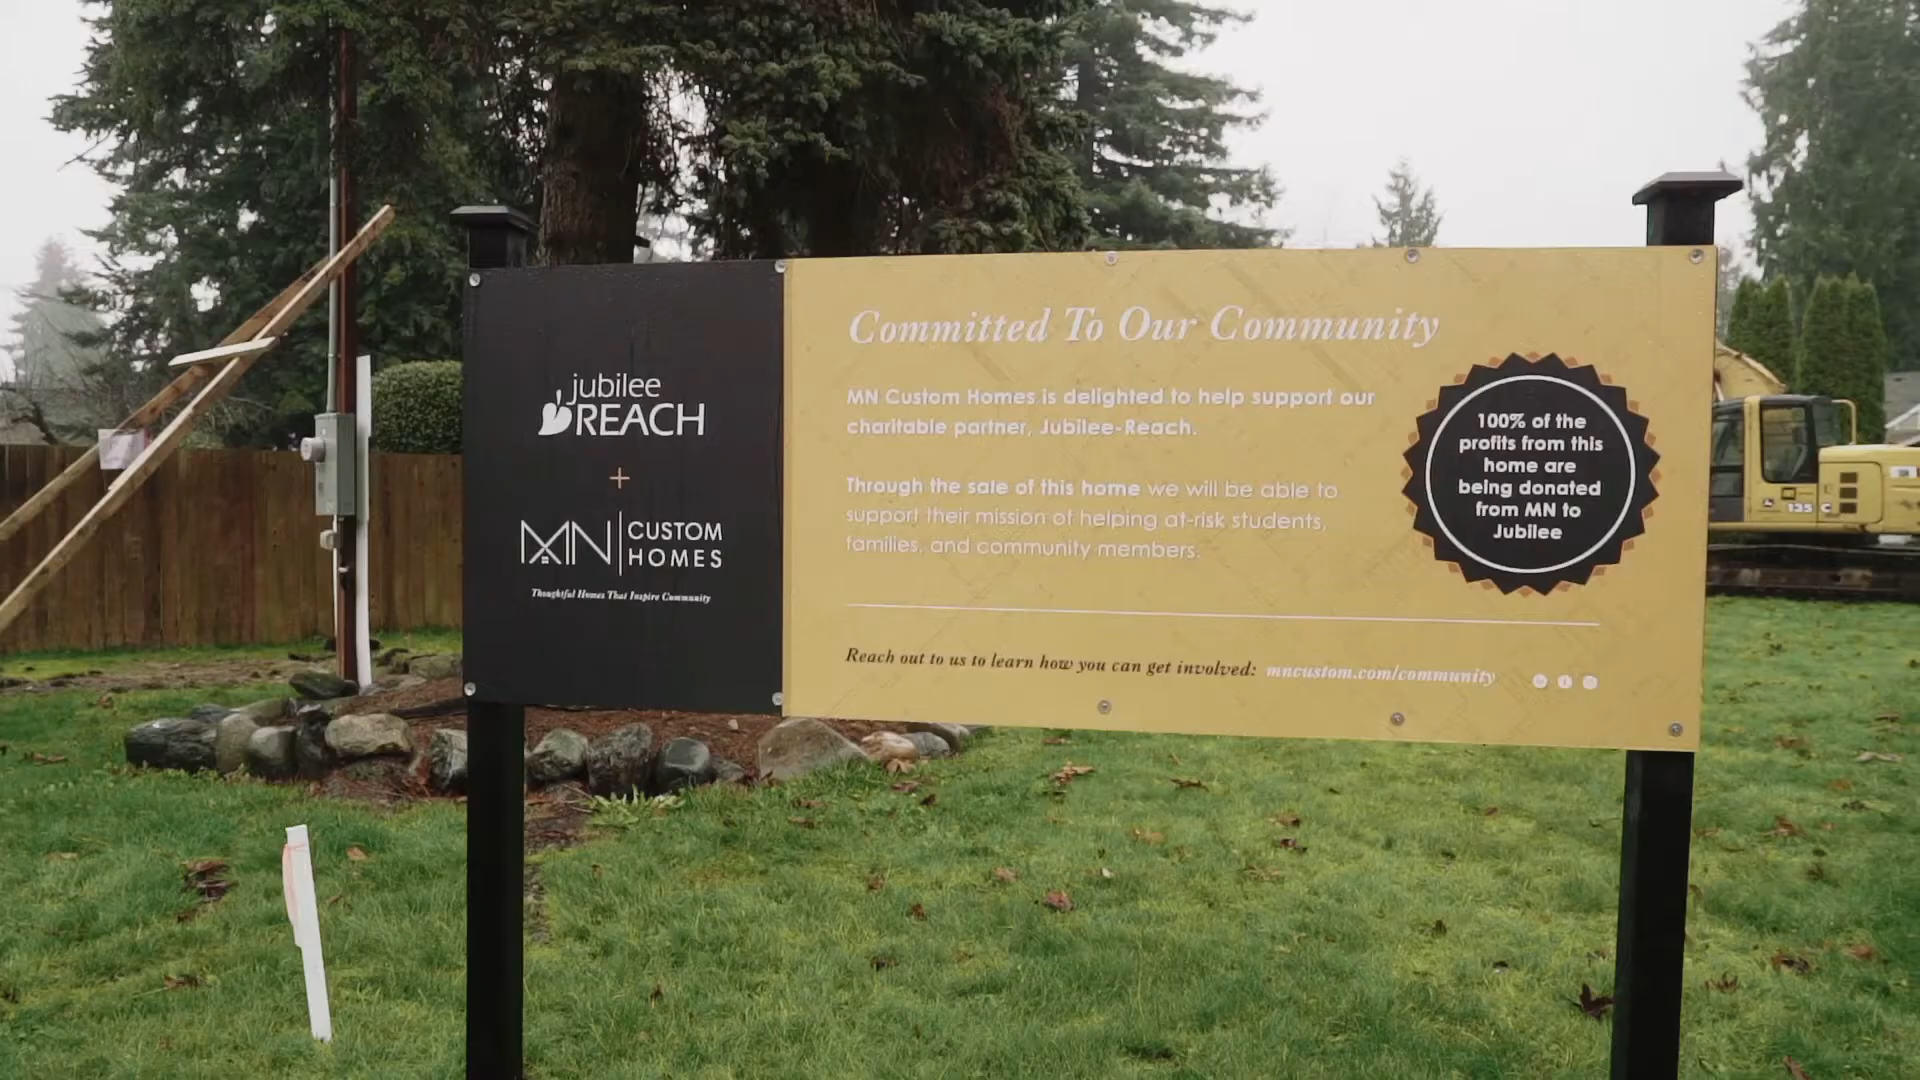 jubilee
REACH
+
MN CUSTOM
HOMES
Thoughtful Homes That Inspire Community
Committed To Our Community
MN Custom Homes is delighted to help support our
charitable partner, Jubilee-Reach.
Through the sale of this home we will be able to
support their mission of helping at-risk students,
families, and community members.
100% of the
profits from this
home are
being donated
from MN to
Jubilee
Reach out to us to learn how you can get involved: mncustom.com/community
135 C